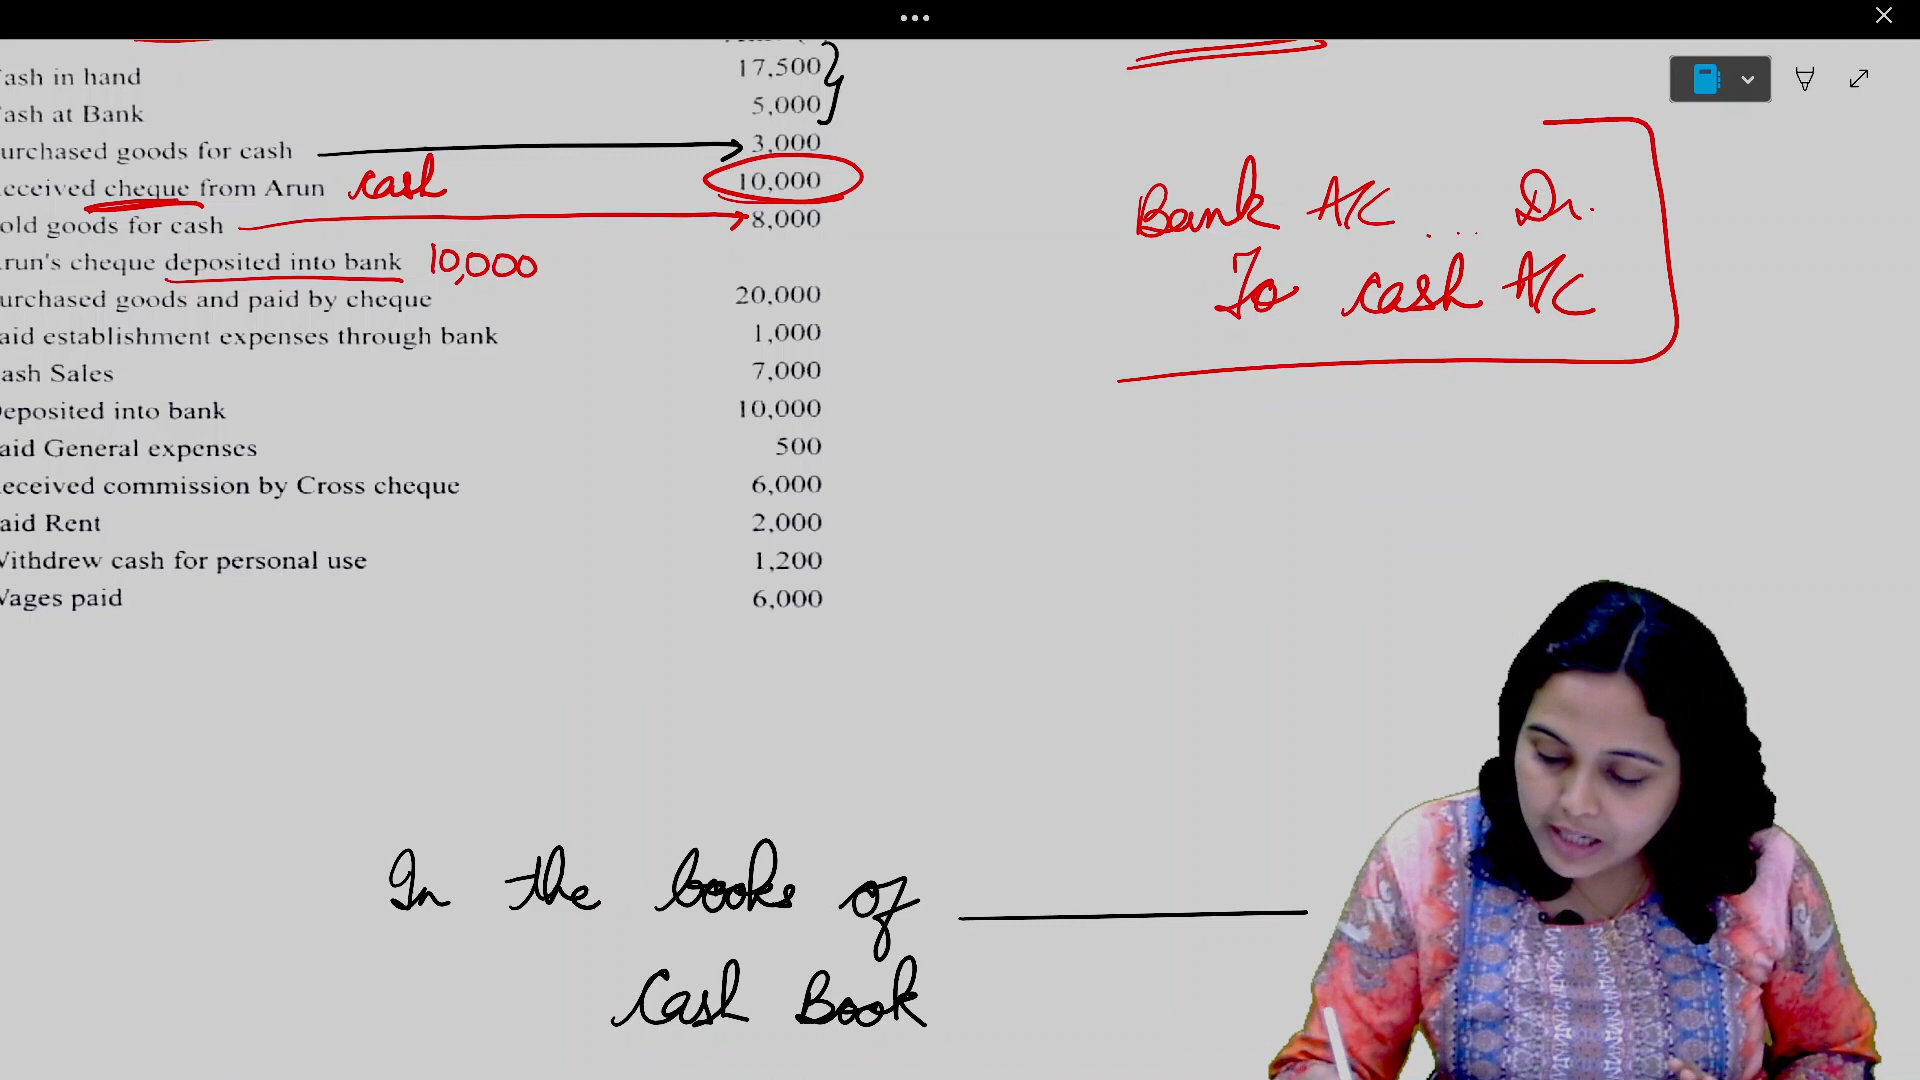 ash in hand 17,500
ash at Bank 5,000
urchased goods for cash 3,000
eceived cheque from Arun cash 10,000
old goods for cash 8,000
run's cheque deposited into bank 10,000
urchased goods and paid by cheque 20,000
aid establishment expenses through bank 1,000
ash Sales 7,000
eposited into bank 10,000
aid General expenses 500
eceived commission by Cross cheque 6,000
aid Rent 2,000
Withdrew cash for personal use 1,200
Wages paid 6,000
Bank A/C ... Dr.
To cash A/C
In the books of
Cash Book